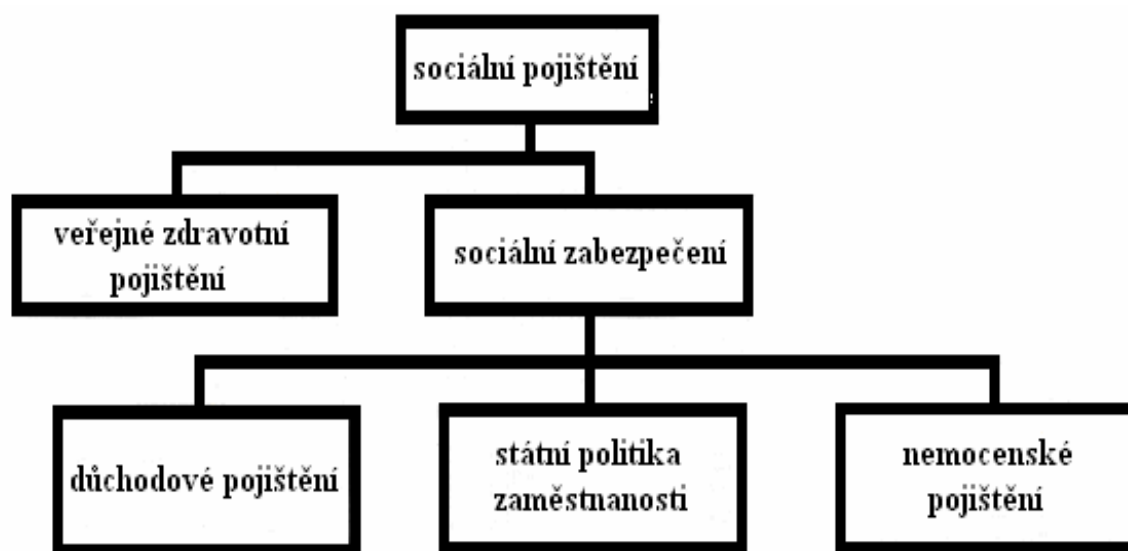 sociální pojištění
veřejné zdravotní
pojištění
sociální zabezpečení
důchodové pojištění
státní politika
zaměstnanosti
nemocenské
pojištění